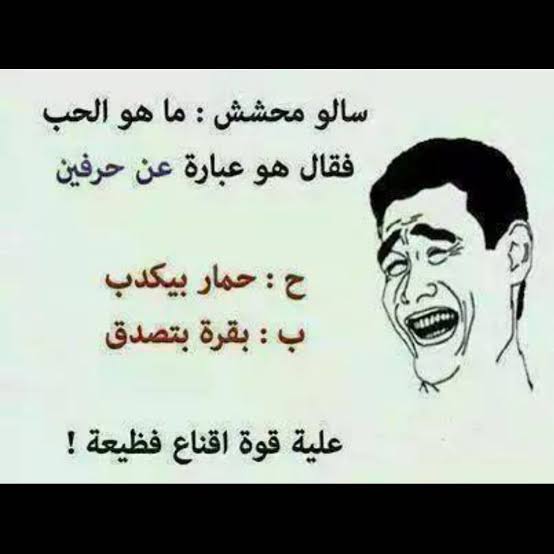 سالو محشش : ما هو الحب
فقال هو عبارة عن حرفين
ح : حمار بيكدب
ب : بقرة بتصدق
علية قوة اقناع فظيعة !